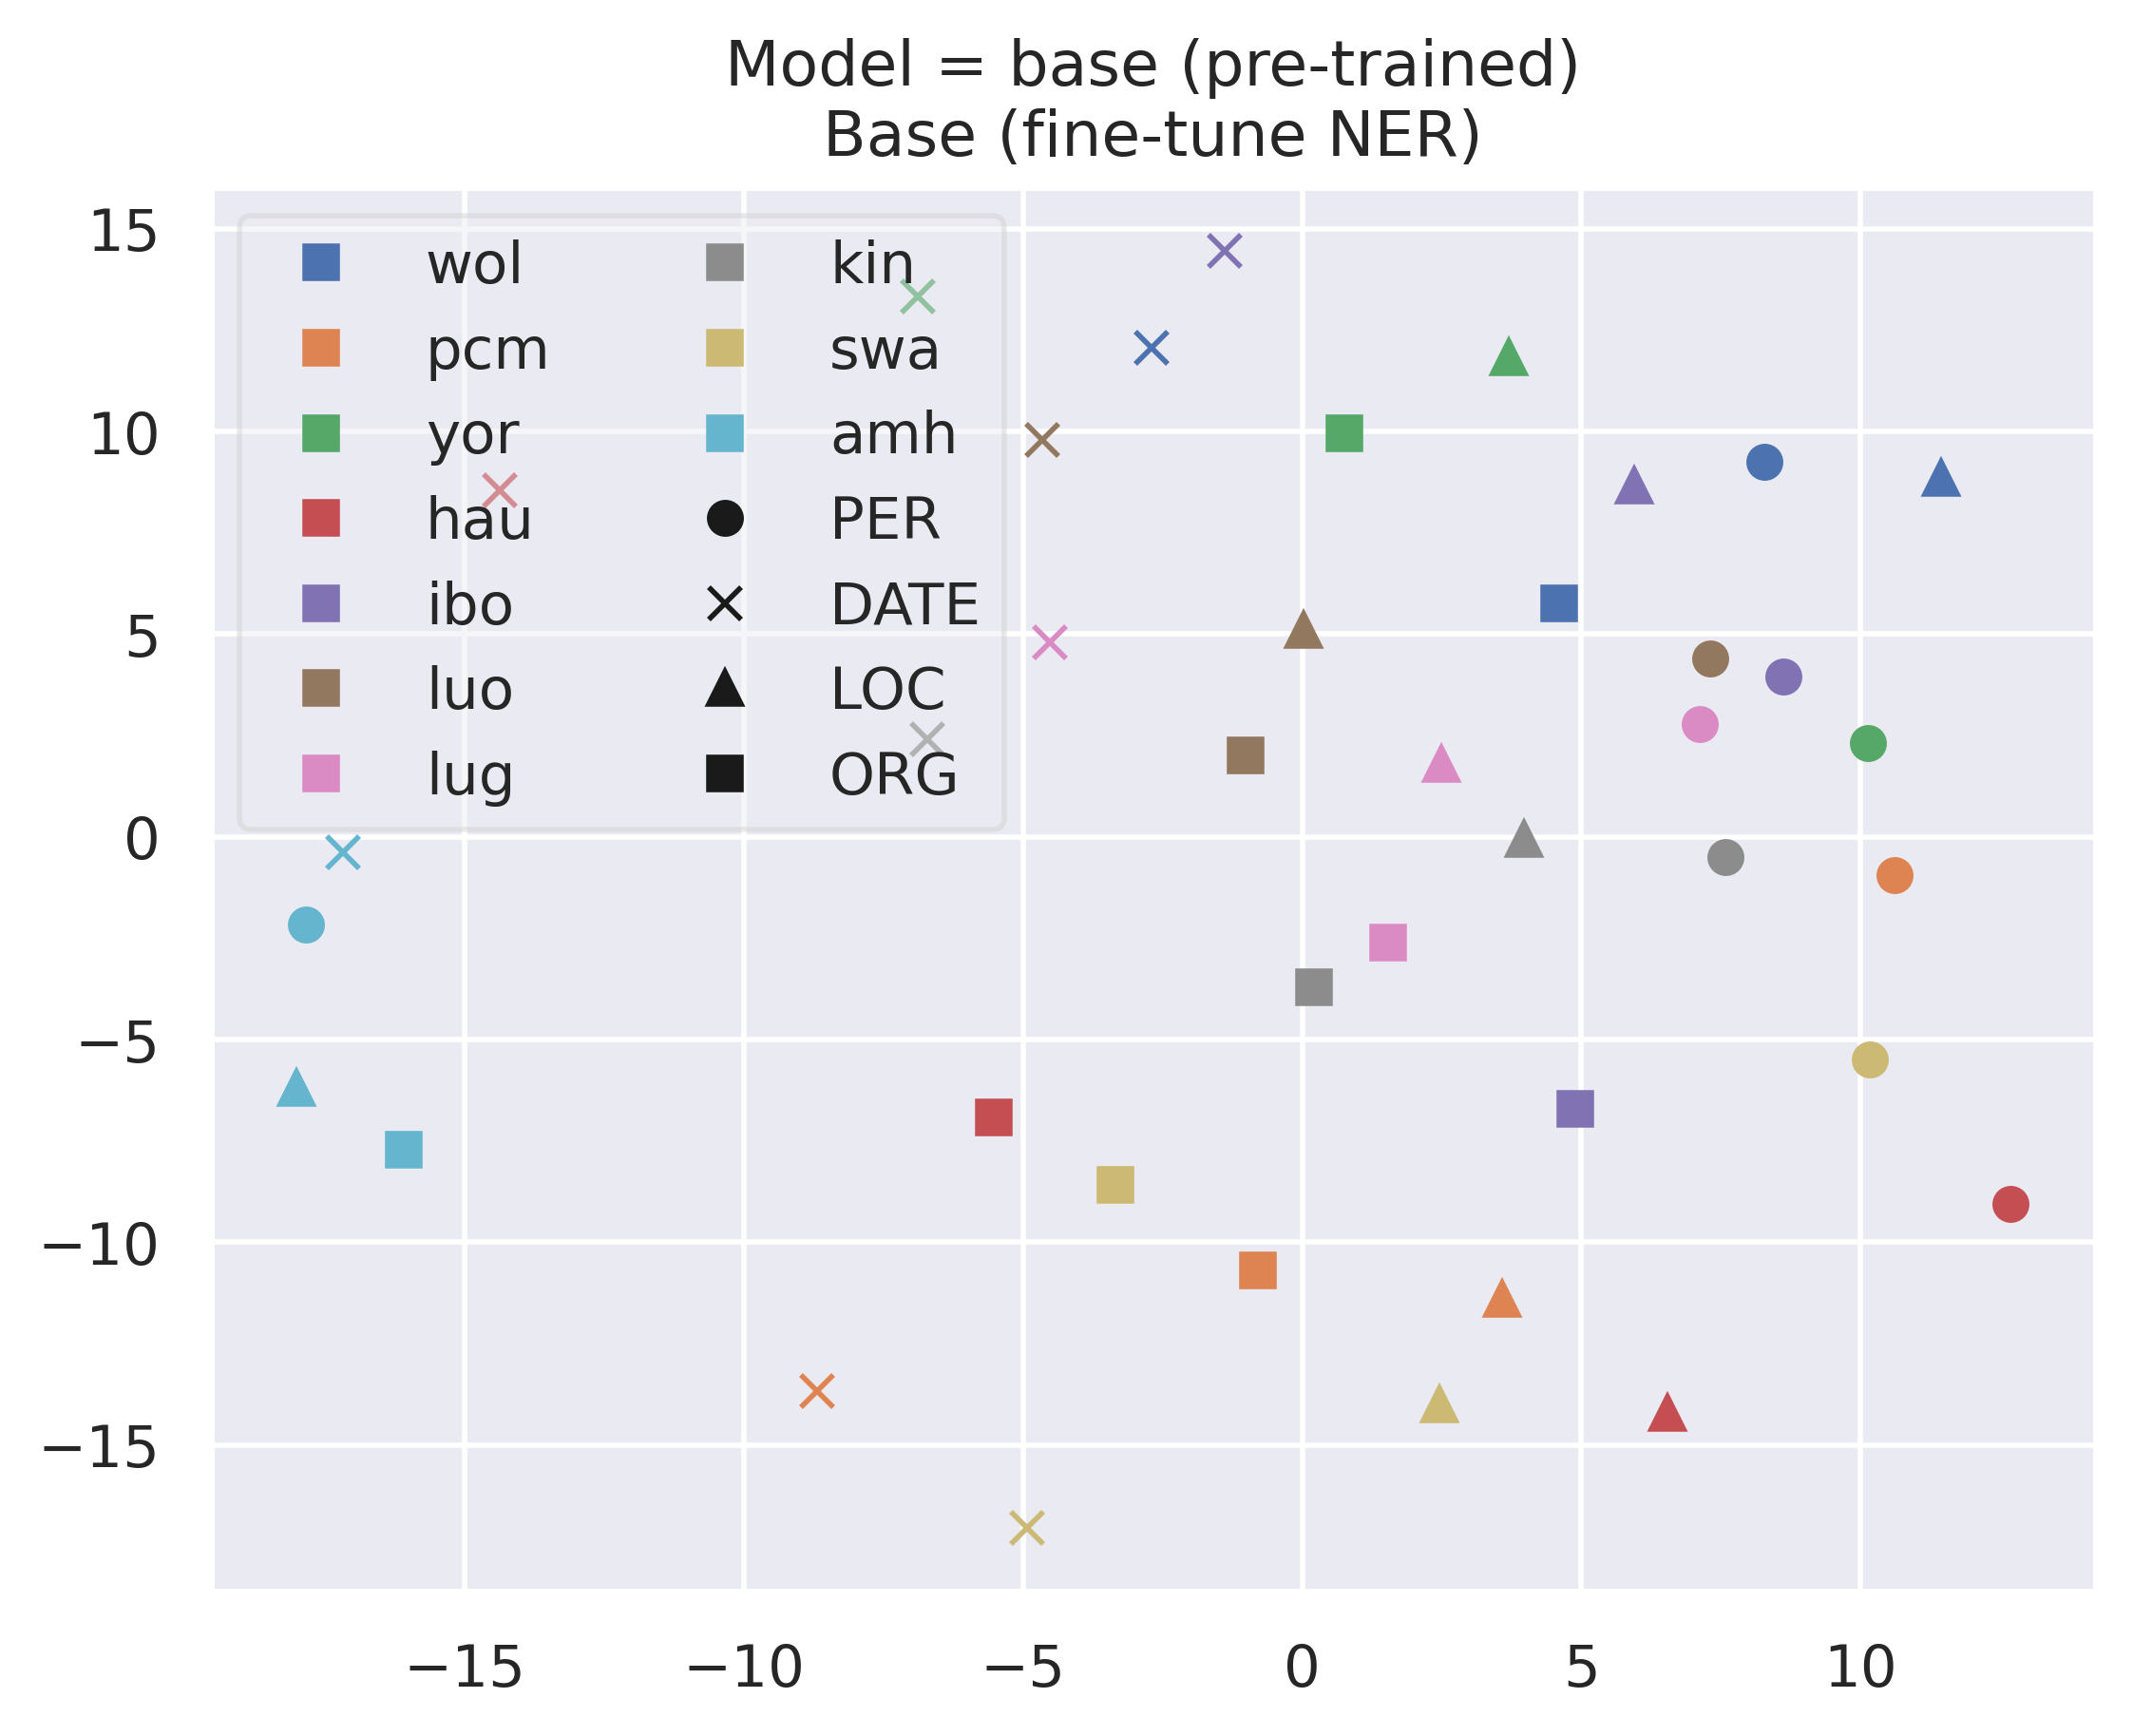 Model = base (pre-trained)
Base (fine-tune NER)
15
10
5
0
−5
−10
−15
−15
−10
−5
0
5
10
wol
pcm
yor
hau
ibo
luo
lug
kin
swa
amh
PER
DATE
LOC
ORG